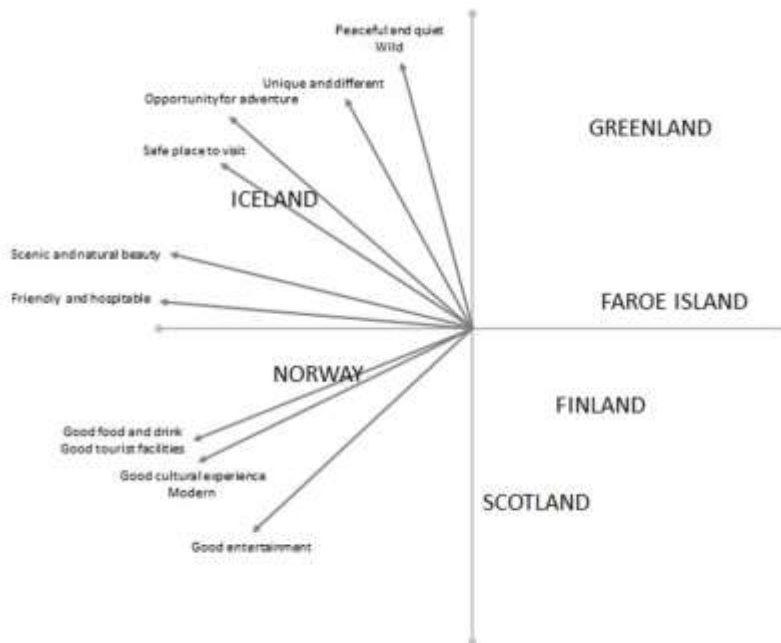 Peaceful and quiet
Wild
Unique and different
Opportunity for adventure
GREENLAND
Safe place to visit
ICELAND
Scenic and natural beauty
Friendly and hospitable
FAROE ISLAND
NORWAY
FINLAND
Good food and drink
Good tourist facilities
Good cultural experience
Modern
SCOTLAND
Good entertainment